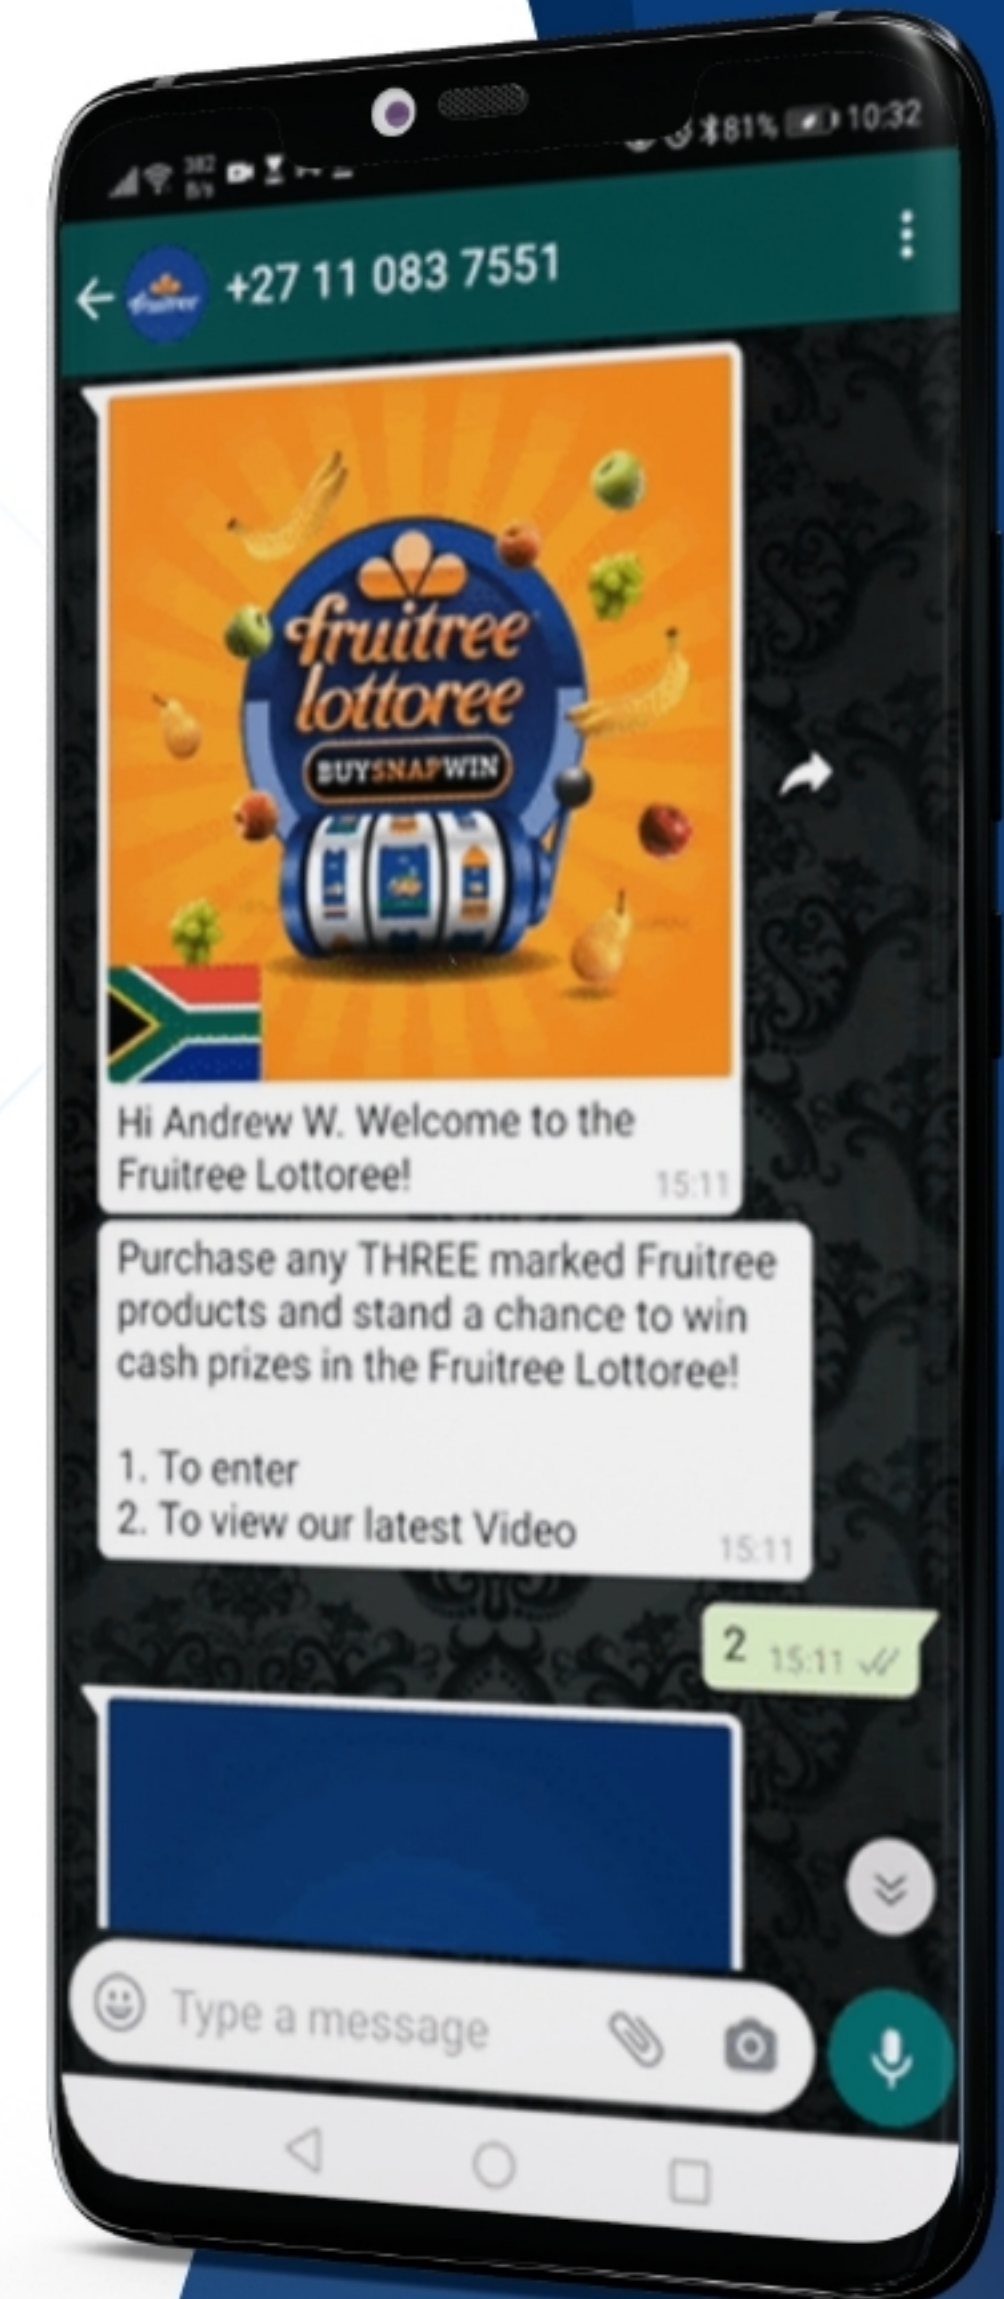 382
B/s
81%
10:32
fruitree
+27 11 083 7551
fruitree
lottoree
BUYSNAPWIN
Hi Andrew W. Welcome to the
Fruitree Lottoree!
15:11
Purchase any THREE marked Fruitree
products and stand a chance to win
cash prizes in the Fruitree Lottoree!
1. To enter
2. To view our latest Video
15:11
2 15:11
Type a message